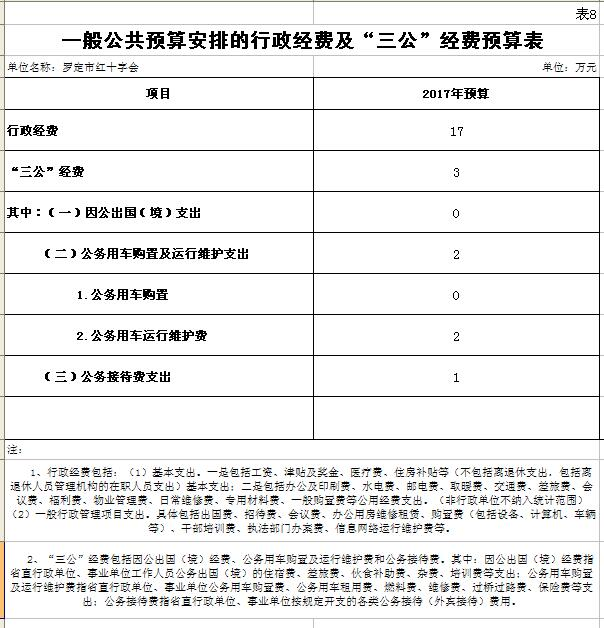 表8
一般公共预算安排的行政经费及“三公”经费预算表
单位名称：罗定市红十字会 单位：万元
项目 2017年预算
行政经费 17
“三公”经费 3
其中：（一）因公出国（境）支出 0
（二）公务用车购置及运行维护支出 2
1.公务用车购置 0
2.公务用车运行维护费 2
（三）公务接待费支出 1
注：
1、行政经费包括：（1）基本支出。一是包括工资、津贴及奖金、医疗费、住房补贴等（不包括离退休支出，包括离
退休人员管理机构的在职人员支出）基本支出；二是包括办公及印刷费、水电费、邮电费、取暖费、交通费、差旅费、会
议费、福利费、物业管理费、日常维修费、专用材料费、一般购置费等公用经费支出。（非行政单位不纳入统计范围）
（2）一般行政管理项目支出。具体包括出国费、招待费、会议费、办公用房维修租赁、购置费（包括设备、计算机、车辆
等）、干部培训费、执法部门办案费、信息网络运行维护费等。
2、“三公”经费包括因公出国（境）经费、公务用车购置及运行维护费和公务接待费。其中：因公出国（境）经费指
省直行政单位、事业单位工作人员公务出国（境）的住宿费、差旅费、伙食补助费、杂费、培训费等支出；公务用车购置
及运行维护费指省直行政单位、事业单位公务用车购置费、公务用车租用费、燃料费、维修费、过桥过路费、保险费等支
出；公务接待费指省直行政单位、事业单位按规定开支的各类公务接待（外宾接待）费用。